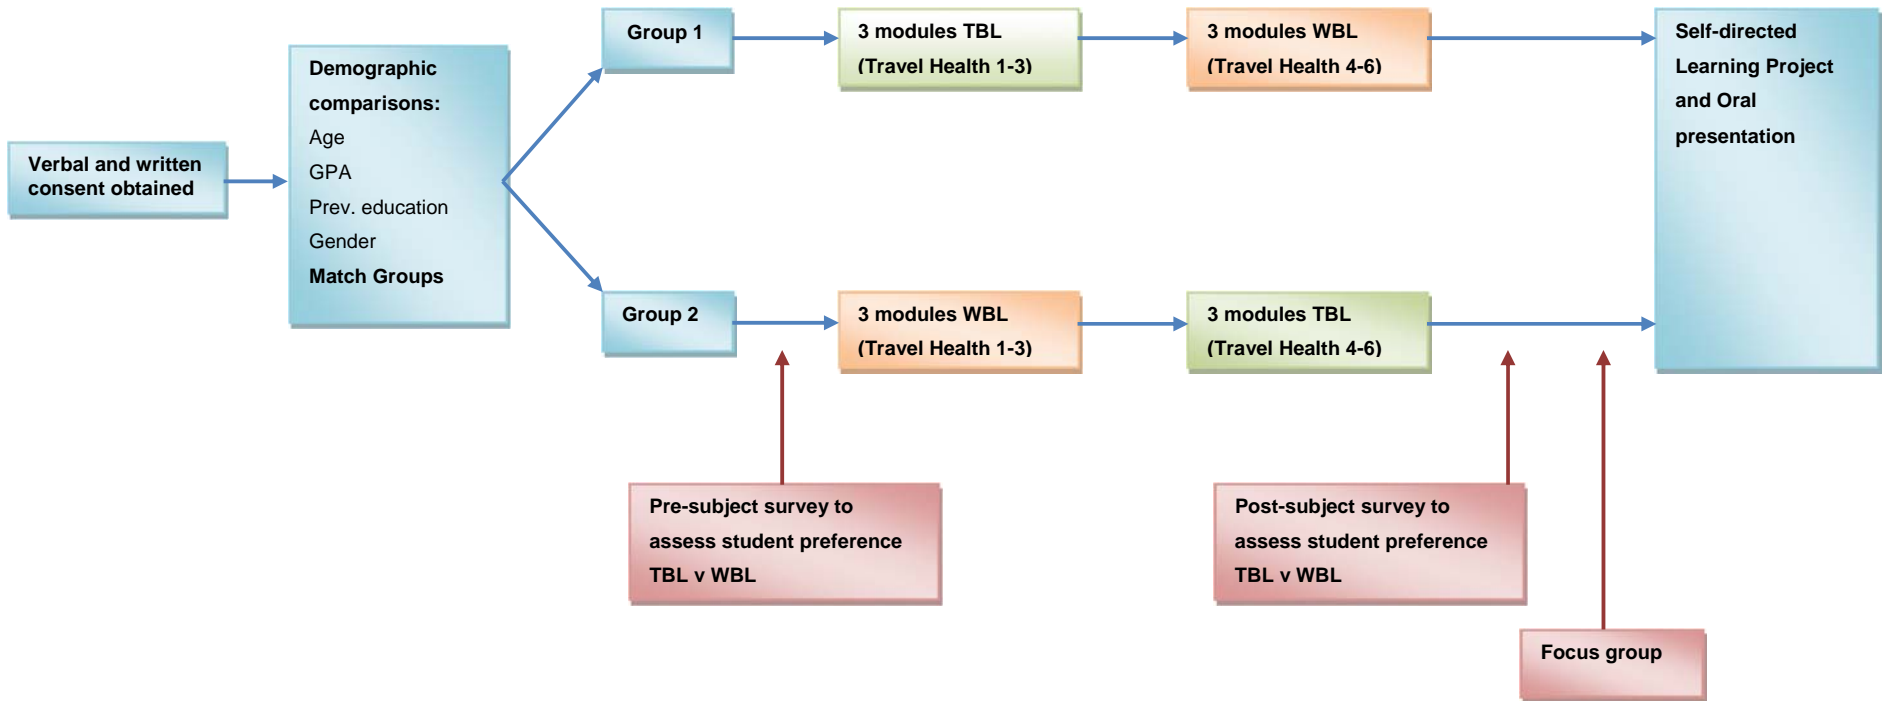 Verbal and written
consent obtained
Demographic
comparisons:
Age
GPA
Prev. education
Gender
Match Groups
Group 1
3 modules TBL
(Travel Health 1-3)
3 modules WBL
(Travel Health 4-6)
Self-directed
Learning Project
and Oral
presentation
Group 2
3 modules WBL
(Travel Health 1-3)
3 modules TBL
(Travel Health 4-6)
Pre-subject survey to
assess student preference
TBL v WBL
Post-subject survey to
assess student preference
TBL v WBL
Focus group